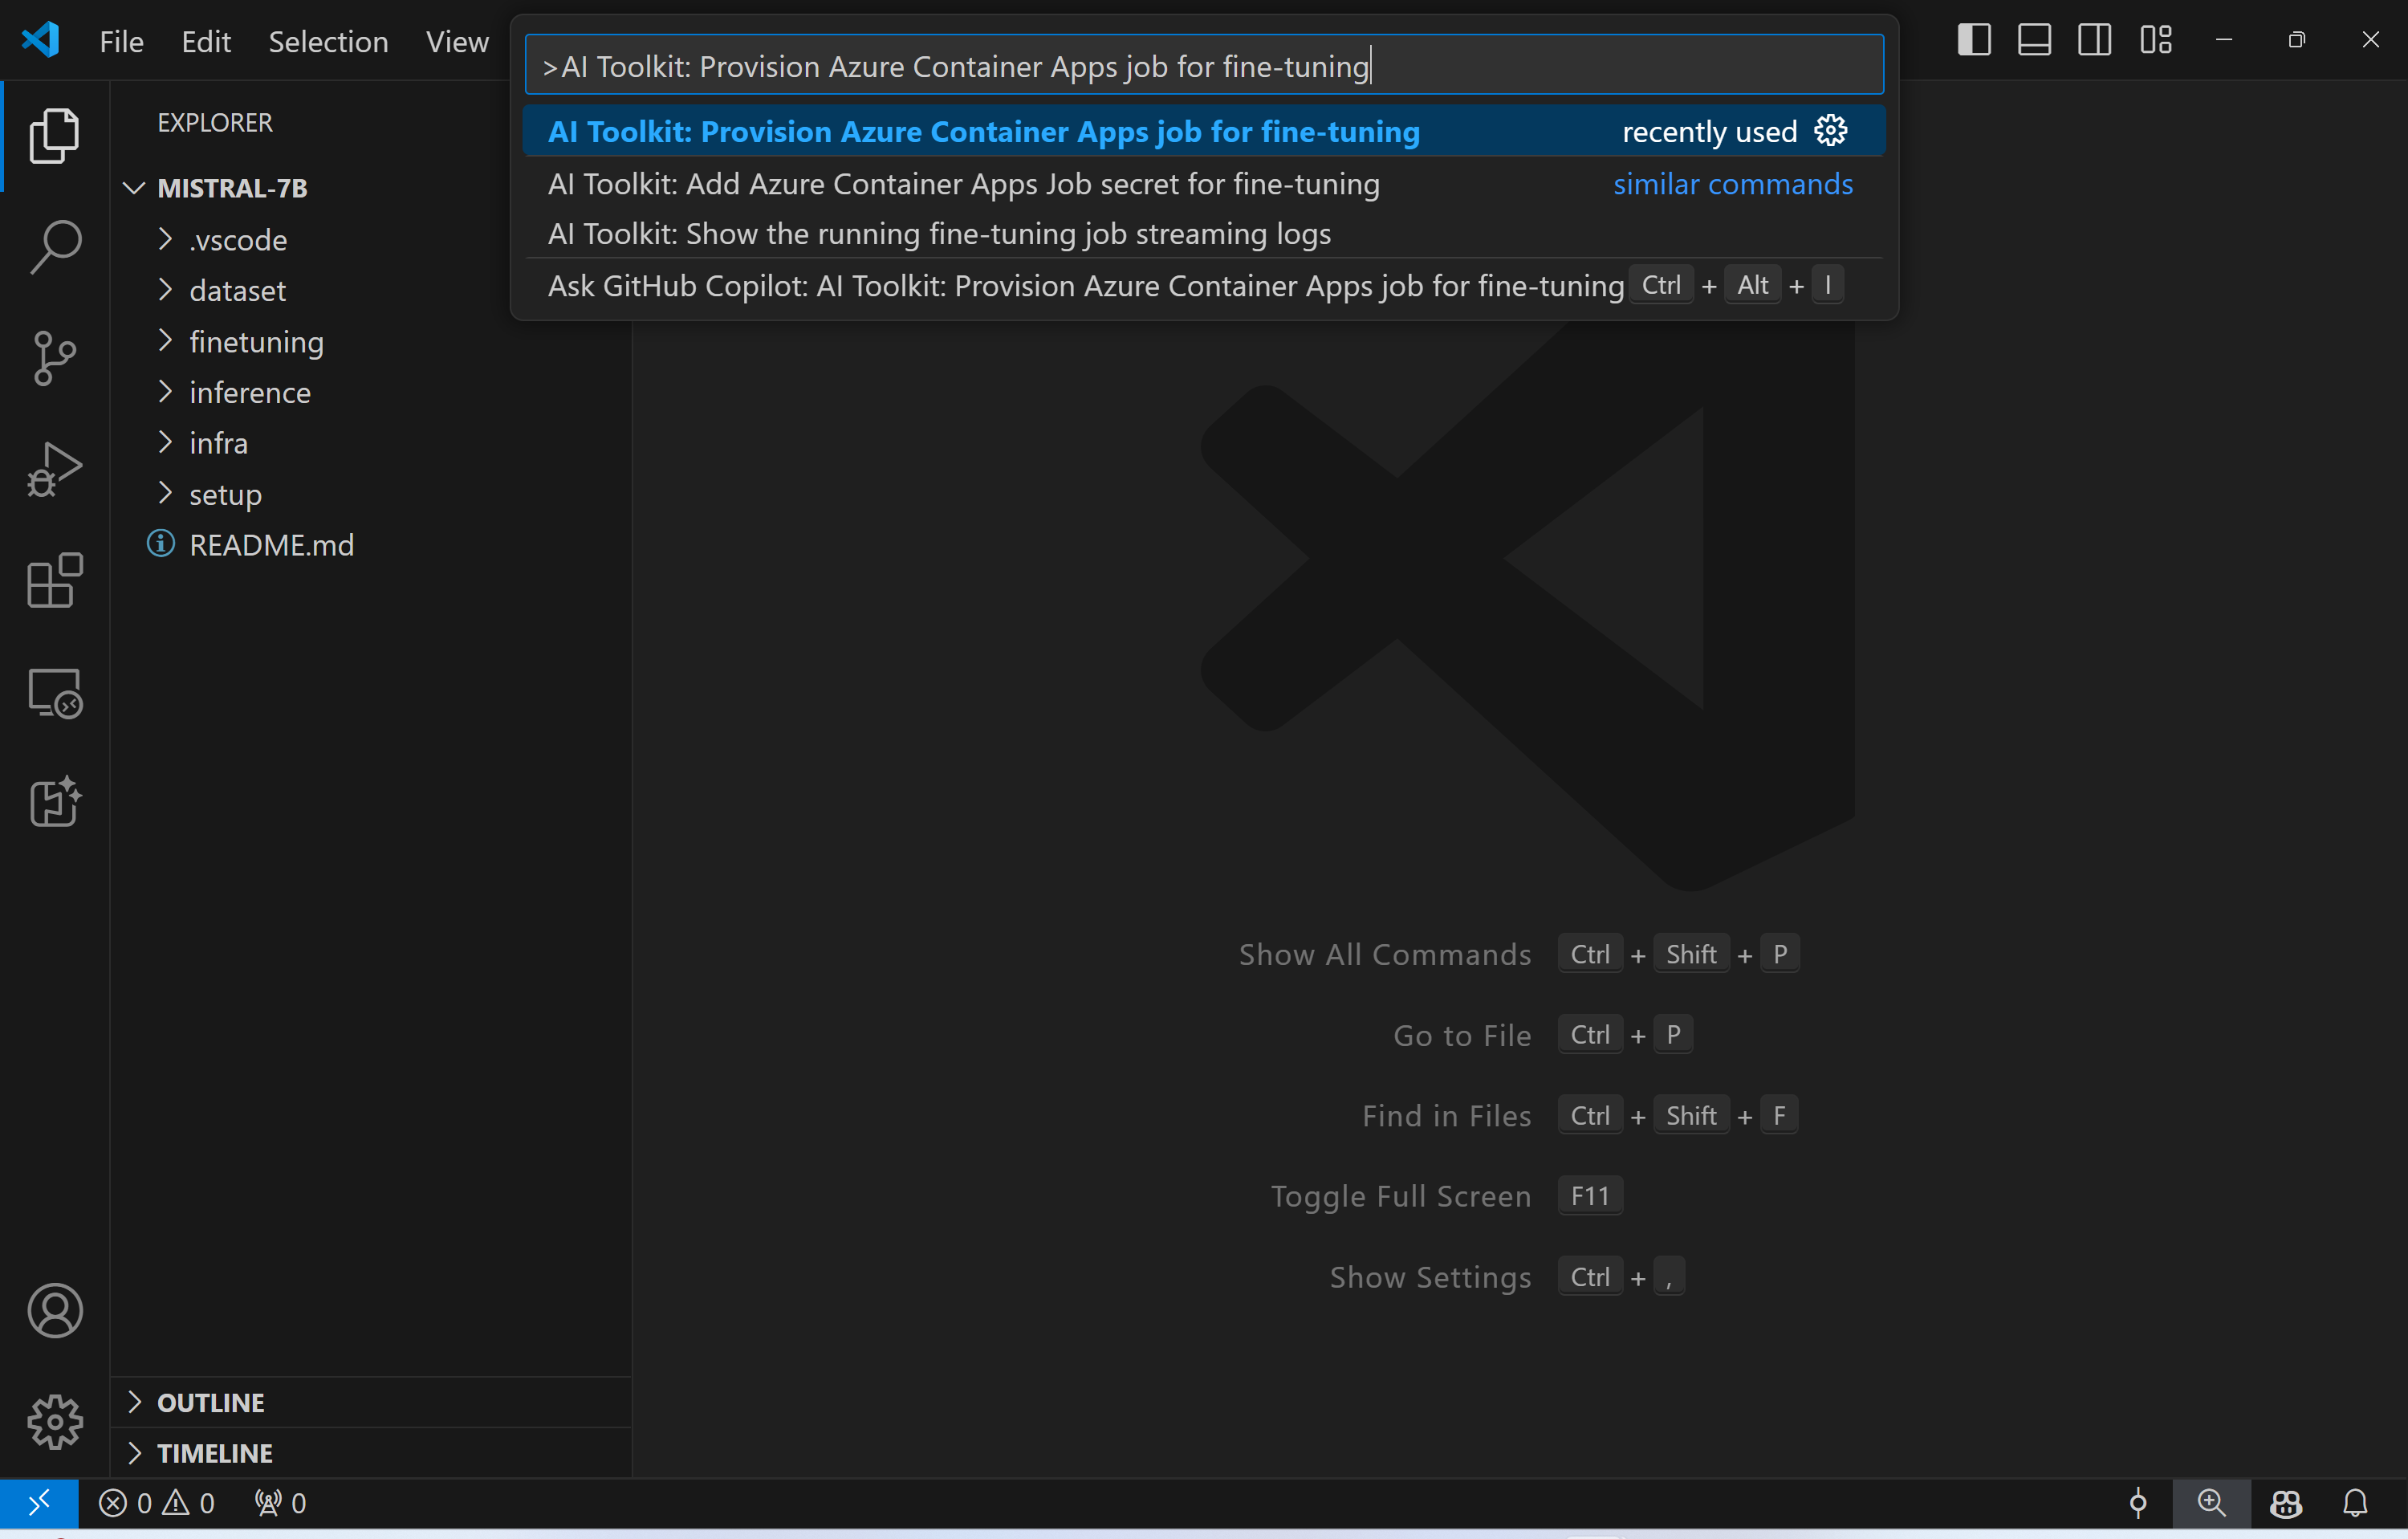 File Edit Selection View
>AI Toolkit: Provision Azure Container Apps job for fine-tuning
AI Toolkit: Provision Azure Container Apps job for fine-tuning recently used
AI Toolkit: Add Azure Container Apps Job secret for fine-tuning similar commands
AI Toolkit: Show the running fine-tuning job streaming logs
Ask GitHub Copilot: AI Toolkit: Provision Azure Container Apps job for fine-tuning Ctrl + Alt + I
EXPLORER
MISTRAL-7B
.vscode
dataset
finetuning
inference
infra
setup
README.md
Show All Commands Ctrl + Shift + P
Go to File Ctrl + P
Find in Files Ctrl + Shift + F
Toggle Full Screen F11
Show Settings Ctrl + ,
OUTLINE
TIMELINE
0 0 0